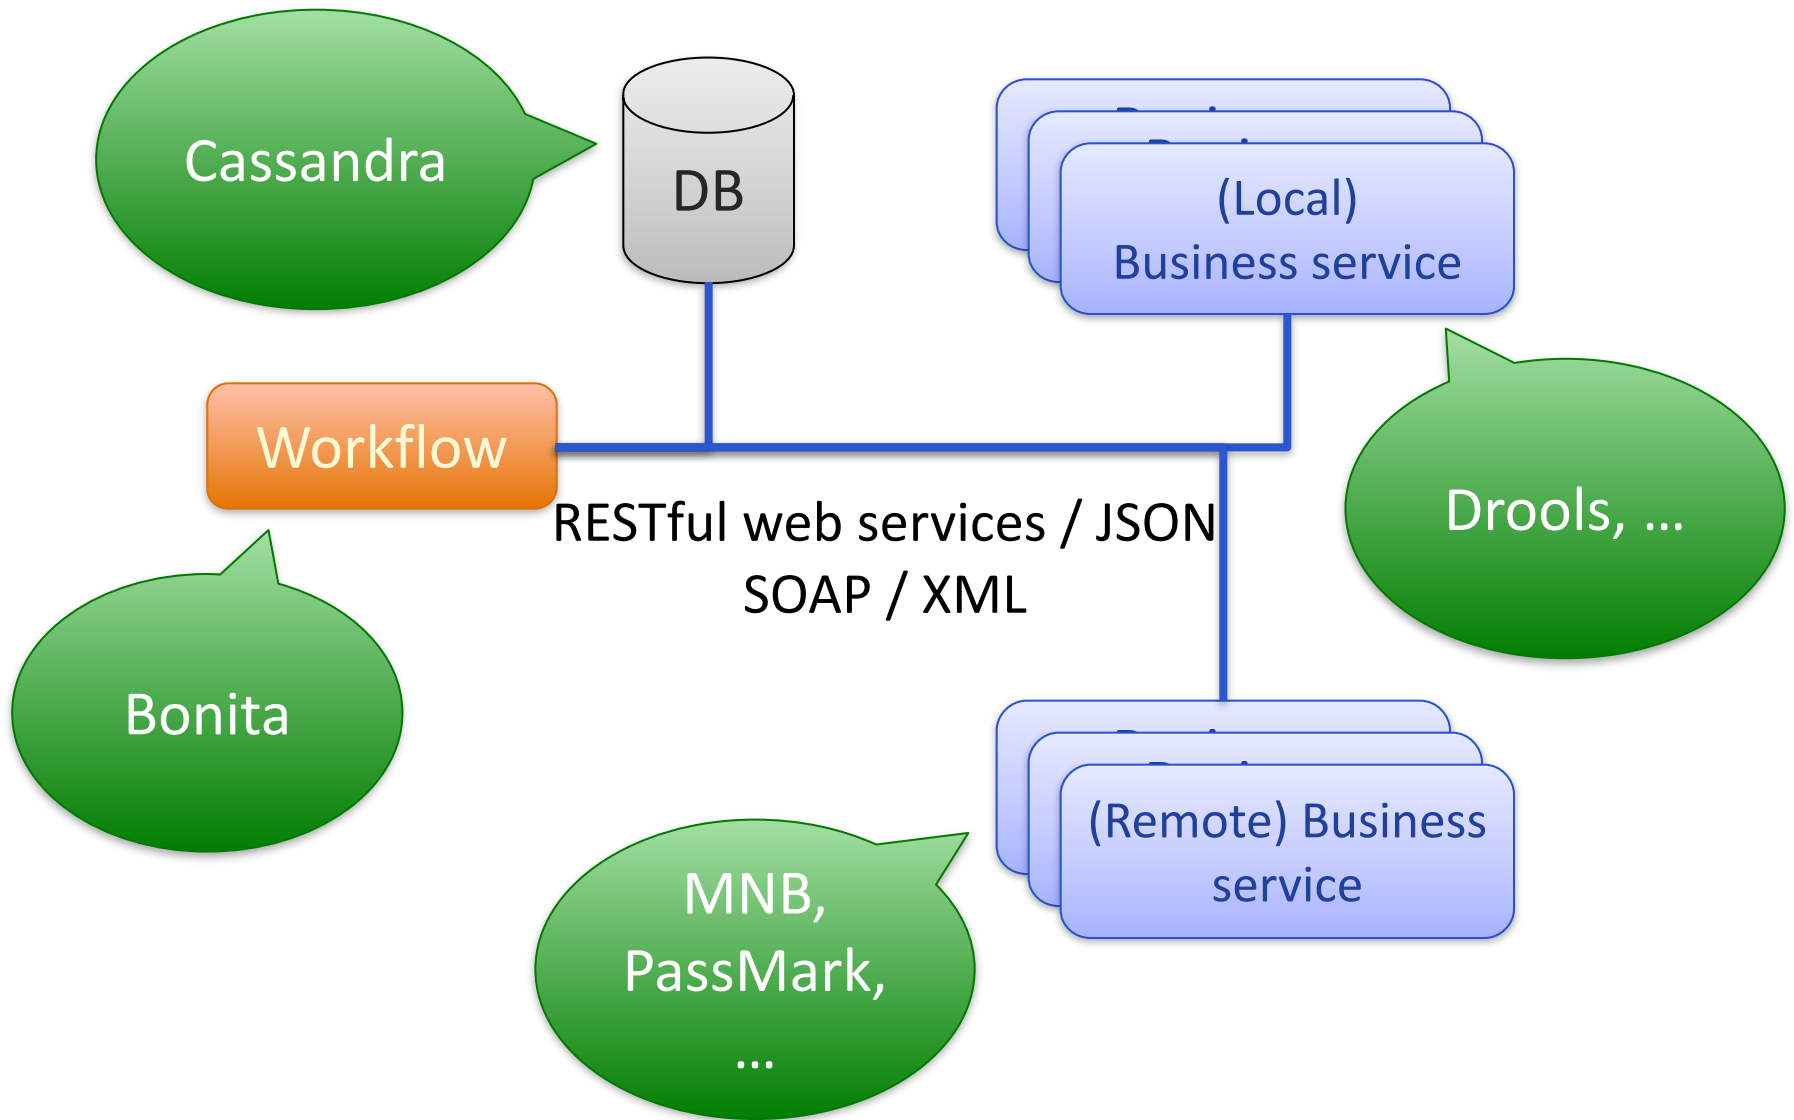 Cassandra
DB
(Local)
Business service
Workflow
RESTful web services / JSON
SOAP / XML
Drools, ...
Bonita
(Remote) Business
service
MNB,
PassMark,
...